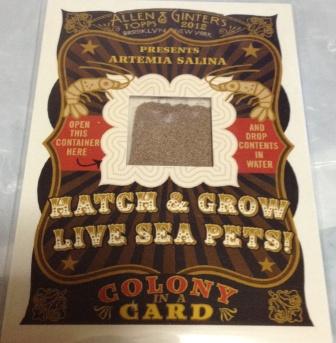 ALLEN & GINTER'S
TOPPS 2012
BROOKLYN NEW YORK
PRESENTS
ARTEMIA SALINA
OPEN
THIS
CONTAINER
HERE
AND DROP
CONTENTS
IN
WATER
HATCH & GROW
LIVE SEA PETS!
COLONY
IN A
CARD